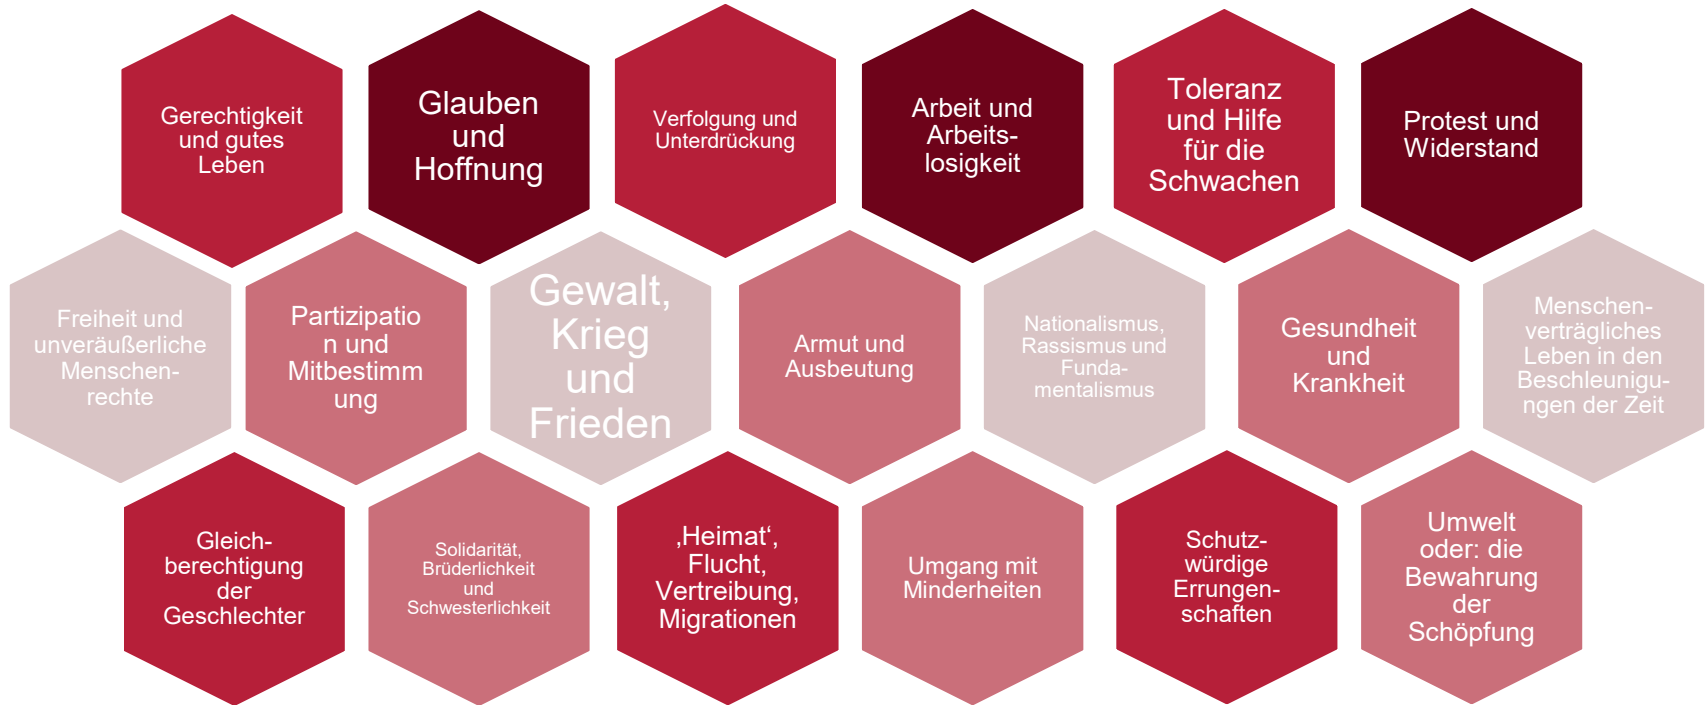 Gerechtigkeit
und gutes
Leben
Glauben
und
Hoffnung
Verfolgung und
Unterdrückung
Arbeit und
Arbeits-
losigkeit
Toleranz
und Hilfe
für die
Schwachen
Protest und
Widerstand
Freiheit und
unveräußerliche
Menschen-
rechte
Partizipatio
n und
Mitbestimm
ung
Gewalt,
Krieg
und
Frieden
Armut und
Ausbeutung
Nationalismus,
Rassismus und
Funda-
mentalismus
Gesundheit
und
Krankheit
Menschen-
verträgliches
Leben in den
Beschleunigu-
ngen der Zeit
Gleich-
berechtigung
der
Geschlechter
Solidarität,
Brüderlichkeit
und
Schwesterlichkeit
‚Heimat‘,
Flucht,
Vertreibung,
Migrationen
Umgang mit
Minderheiten
Schutz-
würdige
Errungen-
schaften
Umwelt
oder: die
Bewahrung
der
Schöpfung